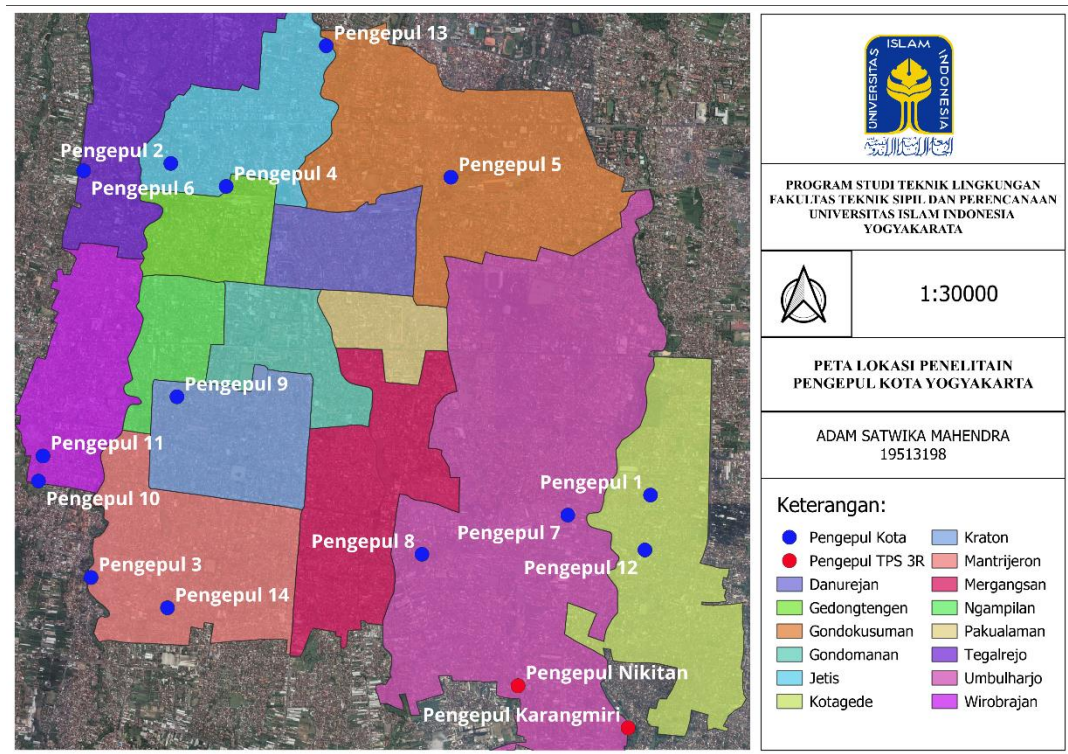 Pengepul 13
Pengepul 2
Pengepul 4
Pengepul 5
Pengepul 6
Pengepul 9
Pengepul 11
Pengepul 10
Pengepul 1
Pengepul 7
Pengepul 8
Pengepul 12
Pengepul 3
Pengepul 14
Pengepul Nikitan
Pengepul Karangmiri
UNIVERSITAS ISLAM INDONESIA
PROGRAM STUDI TEKNIK LINGKUNGAN
FAKULTAS TEKNIK SIPIL DAN PERENCANAAN
UNIVERSITAS ISLAM INDONESIA
YOGYAKARATA
1:30000
PETA LOKASI PENELITAIN
PENGEPUL KOTA YOGYAKARTA
ADAM SATWIKA MAHENDRA
19513198
Keterangan:
Pengepul Kota
Pengepul TPS 3R
Danurejan
Gedongtengen
Gondokusuman
Gondomanan
Jetis
Kotagede
Kraton
Mantrijeron
Mergangsan
Ngampilan
Pakualaman
Tegalrejo
Umbulharjo
Wirobrajan